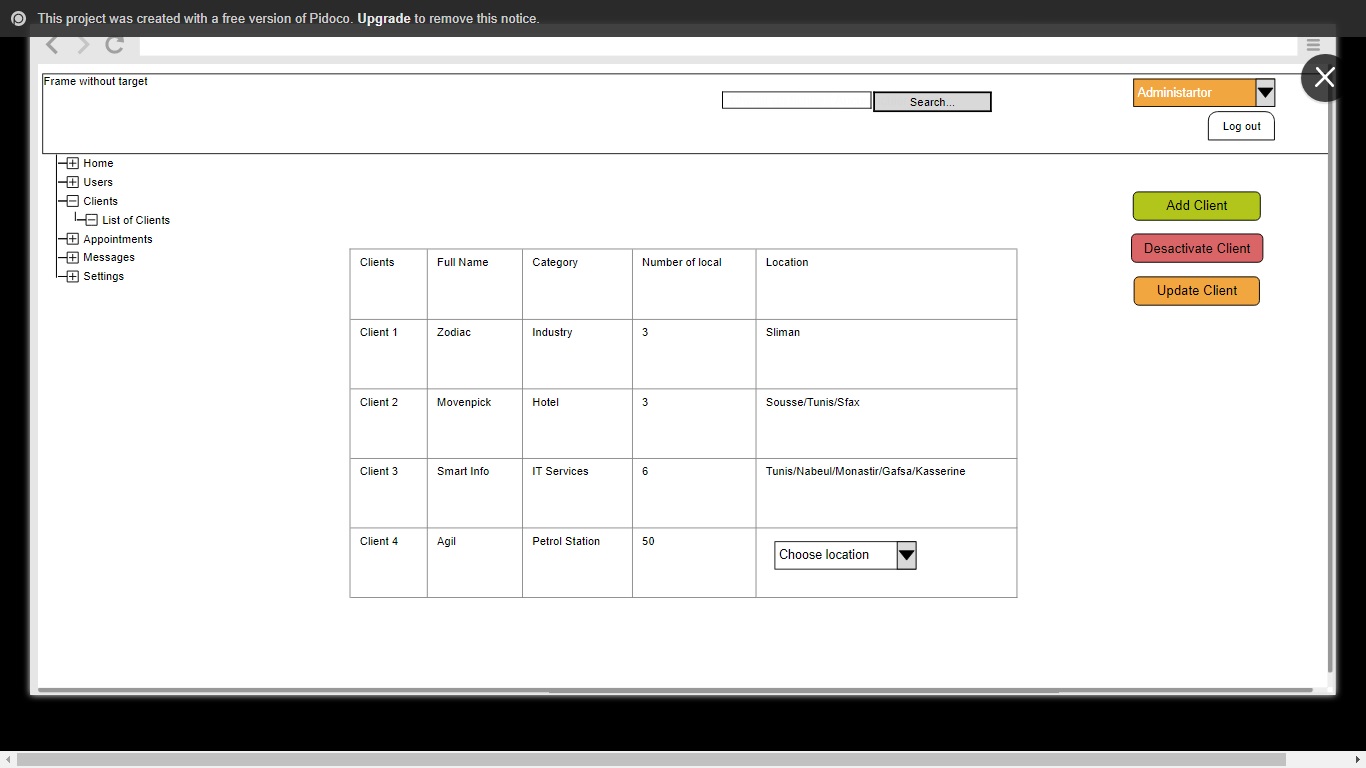 This project was created with a free version of Pidoco. Upgrade to remove this notice.
Frame without target
Search...
Administartor
Log out
Home
Users
Clients
List of Clients
Appointments
Messages
Settings
Add Client
Desactivate Client
Update Client
Clients Full Name Category Number of local Location
Client 1 Zodiac Industry 3 Sliman
Client 2 Movenpick Hotel 3 Sousse/Tunis/Sfax
Client 3 Smart Info IT Services 6 Tunis/Nabeul/Monastir/Gafsa/Kasserine
Client 4 Agil Petrol Station 50 Choose location